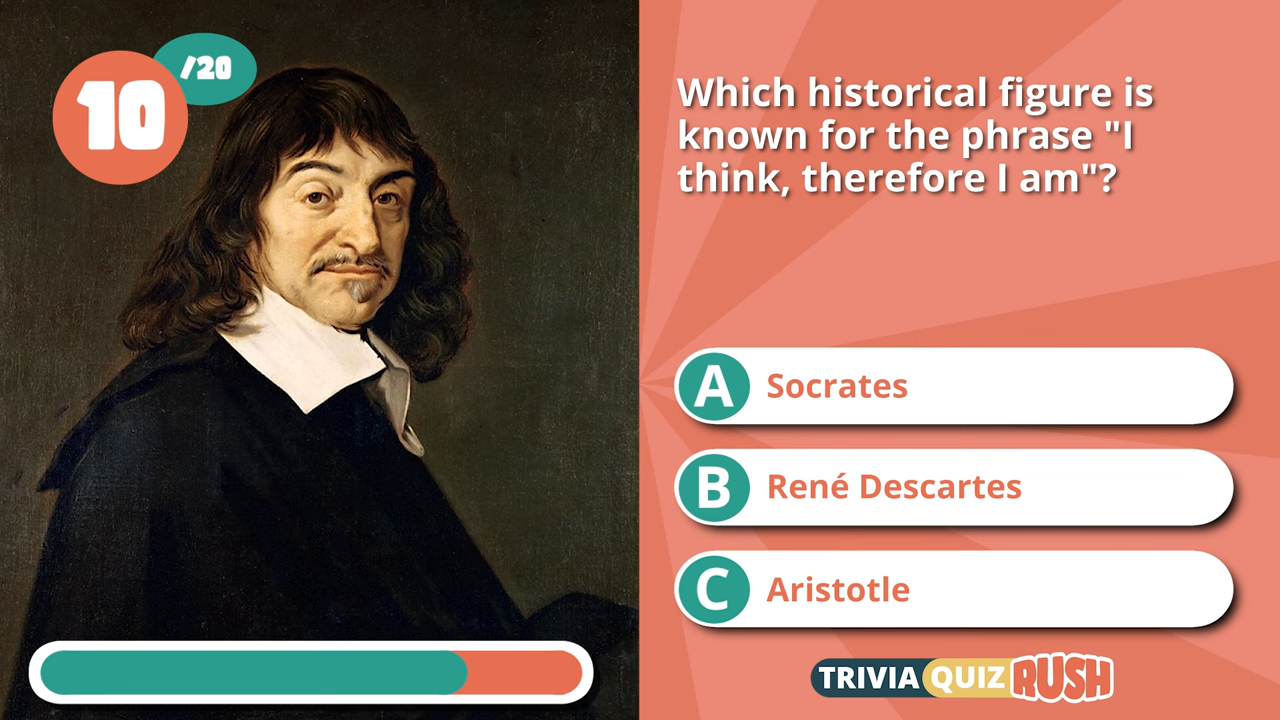 10
/20
Which historical figure is
known for the phrase "I
think, therefore I am"?
A Socrates
B René Descartes
C Aristotle
TRIVIA QUIZ RUSH